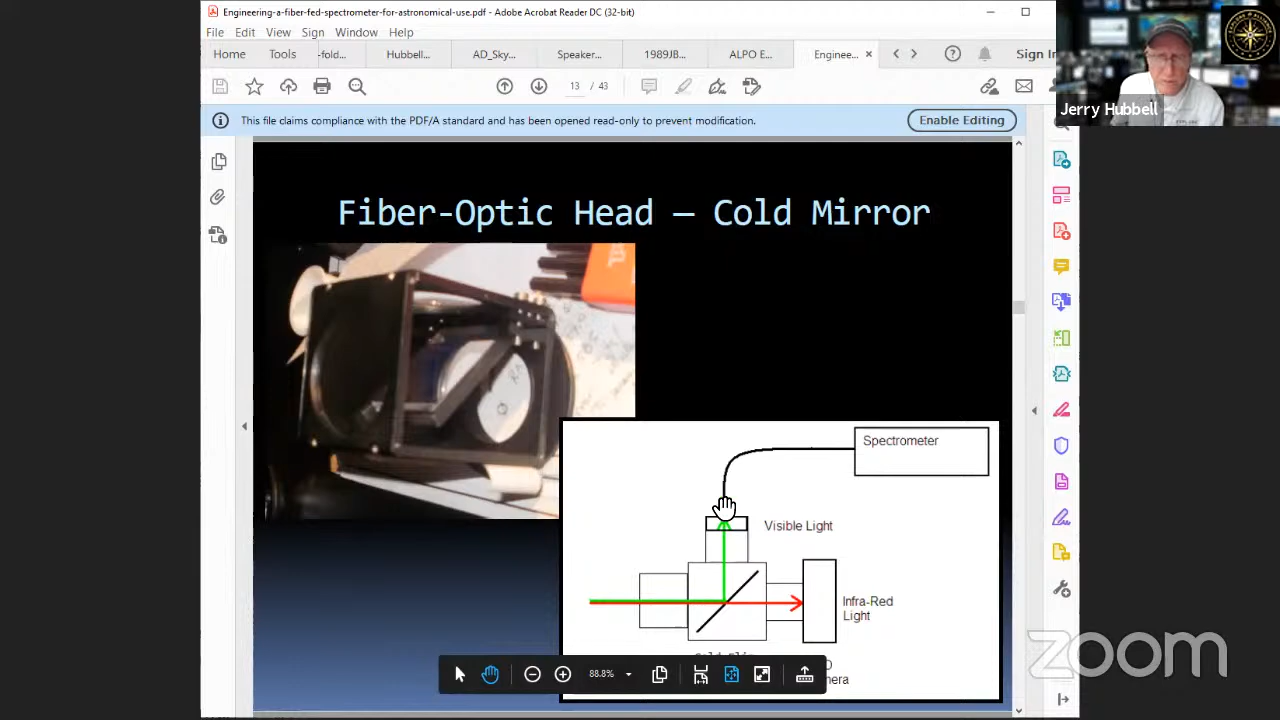 Engineering-a-fiber-fed-spectrometer-for-astronomical-use.pdf - Adobe Acrobat Reader DC (32-bit)
File Edit View Sign Window Help
Home Tools ...fold... Hubbell... AD_Sky... Speaker... 1989JB... ALPO E... Enginee... × Sign In
13 / 43
This file claims compliance with the PDF/A standard and has been opened read-only to prevent modification.
Enable Editing
Jerry Hubbell
Fiber-Optic Head – Cold Mirror
Spectrometer
Visible Light
Infra-Red
Light
88.8%
zoom